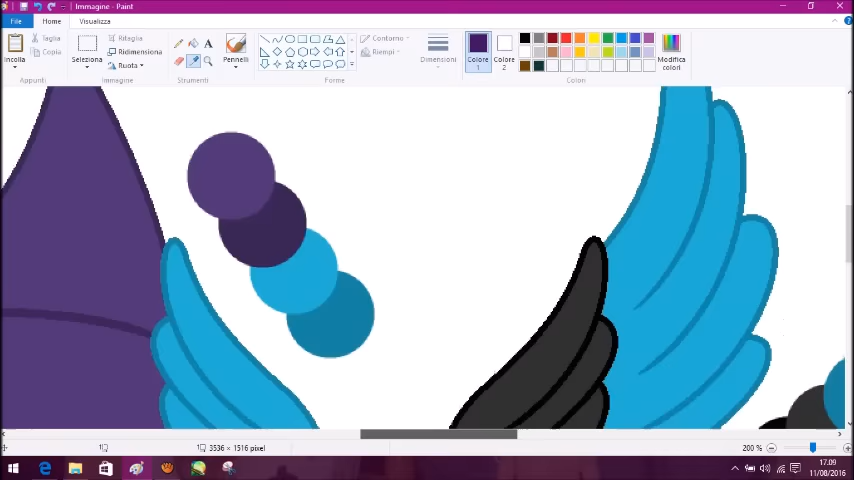 Immagine - Paint
File Home Visualizza
Incolla
Taglia
Copia
Appunti
Seleziona
Ritaglia
Ridimensiona
Ruota
Immagine
A
Strumenti
Pennelli
Contorno
Riempi
Forme
Dimensioni
Colore
1
Colore
2
Modifica
colori
Colori
3536 × 1516 pixel
200 %
17.09
11/08/2016